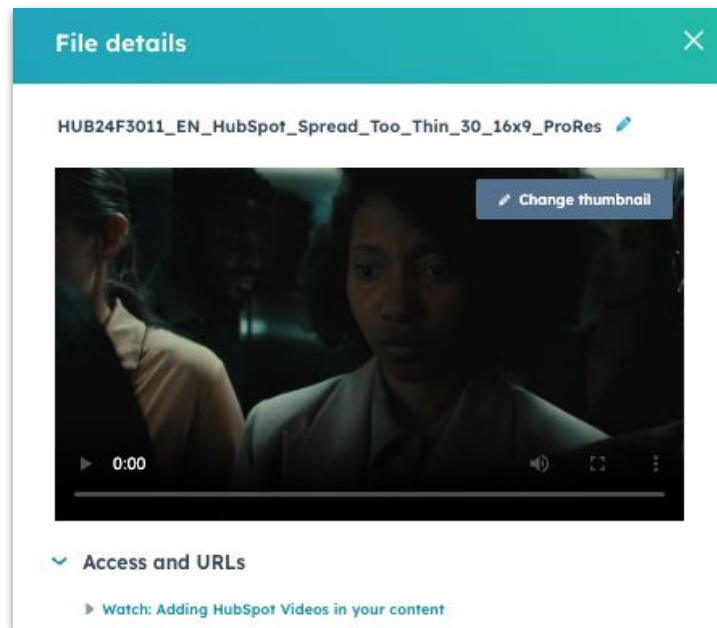 File details
HUB24F3011_EN_HubSpot_Spread_Too_Thin_30_16x9_ProRes
Change thumbnail
0:00
Access and URLs
Watch: Adding HubSpot Videos in your content